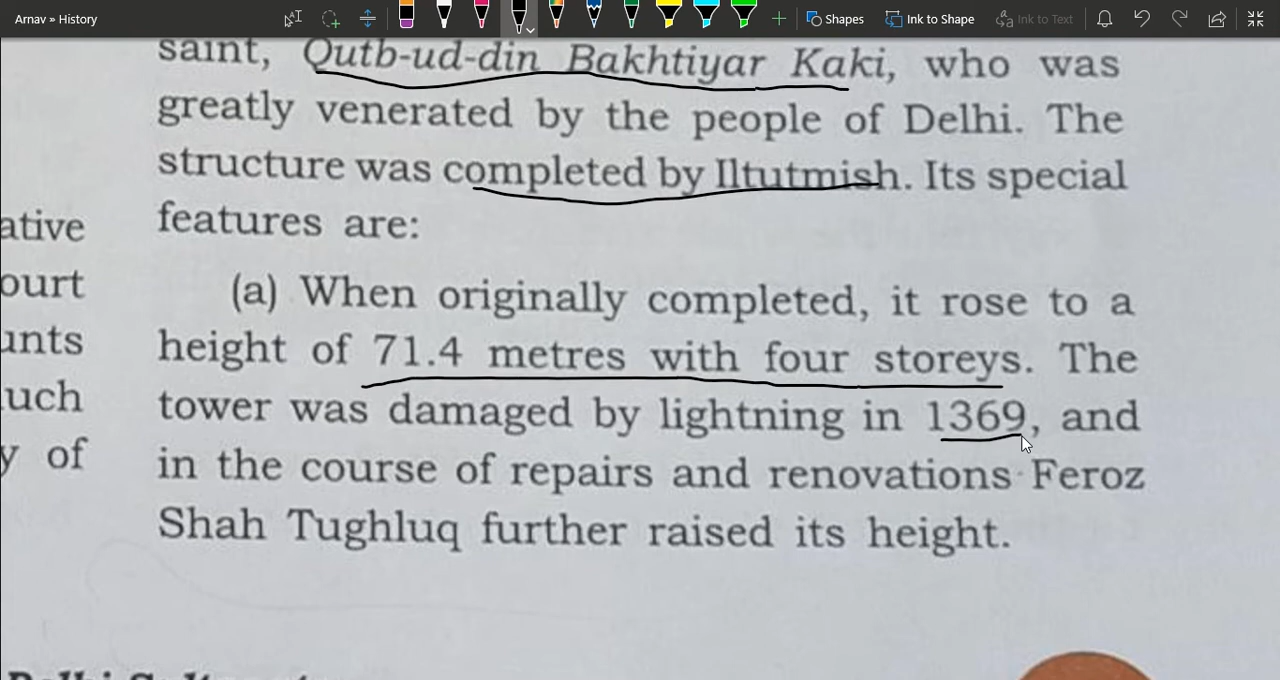 Arnav » History
Shapes
Ink to Shape
Ink to Text
saint, Qutb-ud-din Bakhtiyar Kaki, who was
greatly venerated by the people of Delhi. The
structure was completed by Iltutmish. Its special
features are:
(a) When originally completed, it rose to a
height of 71.4 metres with four storeys. The
tower was damaged by lightning in 1369, and
in the course of repairs and renovations Feroz
Shah Tughluq further raised its height.
ative
ourt
unts
uch
y of